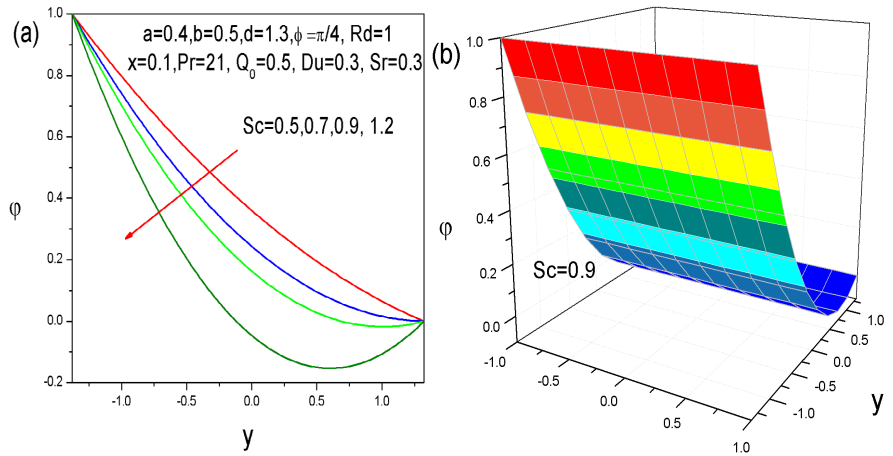 (a)
a=0.4,b=0.5,d=1.3,ϕ=π/4, Rd=1
x=0.1,Pr=21, Q₀=0.5, Du=0.3, Sr=0.3
Sc=0.5,0.7,0.9, 1.2
1.0
0.8
0.6
0.4
0.2
0.0
-0.2
φ
-1.0 -0.5 0.0 0.5 1.0
y
(b)
1.0
0.8
0.6
0.4
0.2
0.0
φ
Sc=0.9
-1.0 -0.5 0.0 0.5 1.0
-1.0 -0.5 0.0 0.5 1.0
y